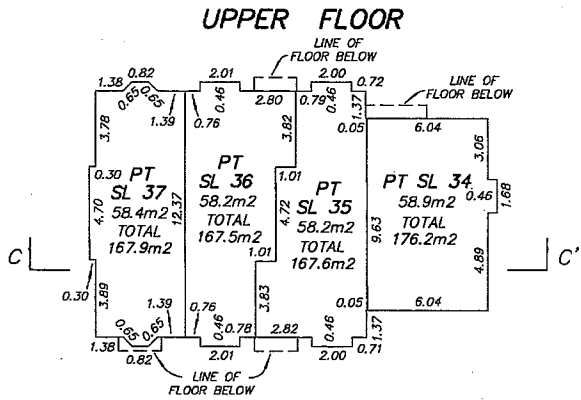 UPPER FLOOR
LINE OF
FLOOR BELOW
LINE OF
FLOOR BELOW
1.38
0.82
0.65
0.65
1.39
0.76
2.01
0.46
2.80
0.79
2.00
0.46
0.72
1.37
0.05
6.04
3.78
3.82
3.06
0.30
1.01
PT
SL 37
58.4m2
TOTAL
167.9m2
PT
SL 36
58.2m2
TOTAL
167.5m2
PT
SL 35
58.2m2
TOTAL
167.6m2
PT SL 34
58.9m2
TOTAL
176.2m2
4.70
12.37
4.72
9.63
0.46
1.68
4.89
C
C'
0.30
3.89
1.01
3.83
1.39
0.76
0.05
6.04
1.37
1.38
0.65
0.65
0.82
0.46
2.01
0.78
2.82
0.46
2.00
0.71
LINE OF
FLOOR BELOW